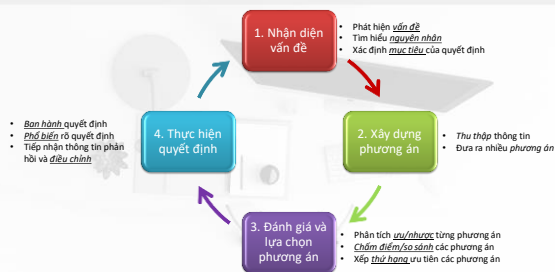 1. Nhận diện
vấn đề
• Phát hiện vấn đề
• Tìm hiểu nguyên nhân
• Xác định mục tiêu của quyết định
2. Xây dựng
phương án
• Thu thập thông tin
• Đưa ra nhiều phương án
3. Đánh giá và
lựa chọn
phương án
• Phân tích ưu/nhược từng phương án
• Chấm điểm/so sánh các phương án
• Xếp thứ hạng ưu tiên các phương án
4. Thực hiện
quyết định
• Ban hành quyết định
• Phổ biến rõ quyết định
• Tiếp nhận thông tin phản
hồi và điều chỉnh